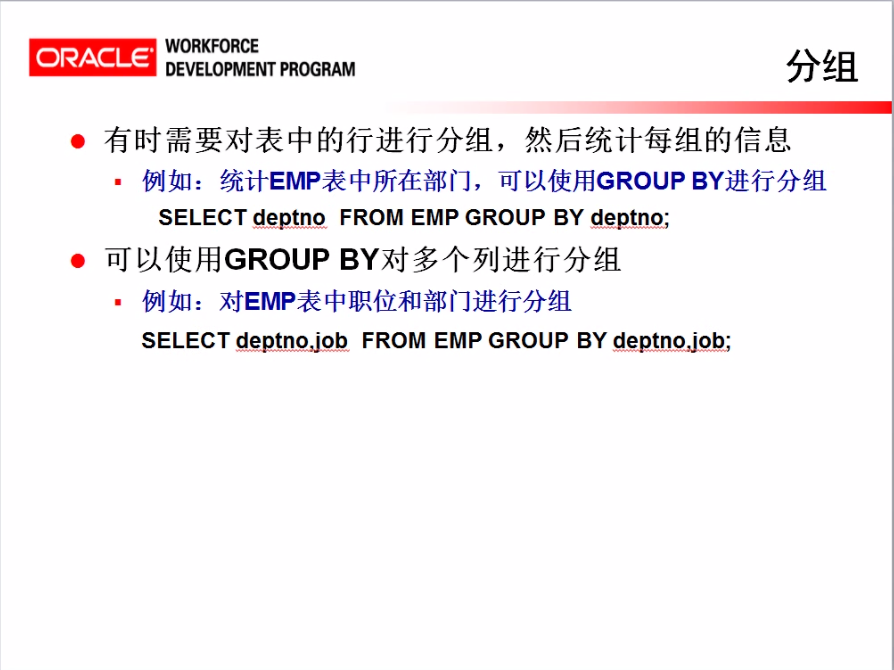 ORACLE WORKFORCE
DEVELOPMENT PROGRAM
分组
有时需要对表中的行进行分组，然后统计每组的信息
例如：统计EMP表中所在部门，可以使用GROUP BY进行分组
SELECT deptno FROM EMP GROUP BY deptno;
可以使用GROUP BY对多个列进行分组
例如：对EMP表中职位和部门进行分组
SELECT deptno,job FROM EMP GROUP BY deptno,job;